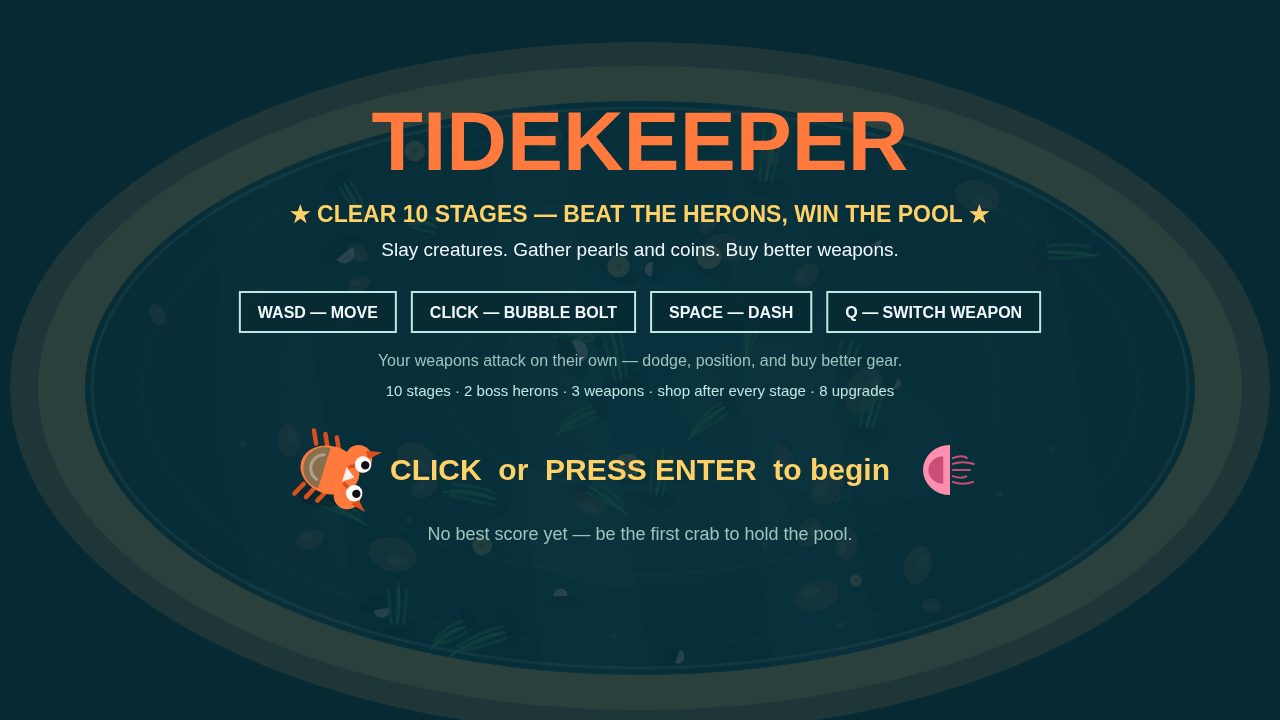 TIDEKEEPER
★ CLEAR 10 STAGES — BEAT THE HERONS, WIN THE POOL ★
Slay creatures. Gather pearls and coins. Buy better weapons.
WASD — MOVE
CLICK — BUBBLE BOLT
SPACE — DASH
Q — SWITCH WEAPON
Your weapons attack on their own — dodge, position, and buy better gear.
10 stages · 2 boss herons · 3 weapons · shop after every stage · 8 upgrades
CLICK or PRESS ENTER to begin
No best score yet — be the first crab to hold the pool.